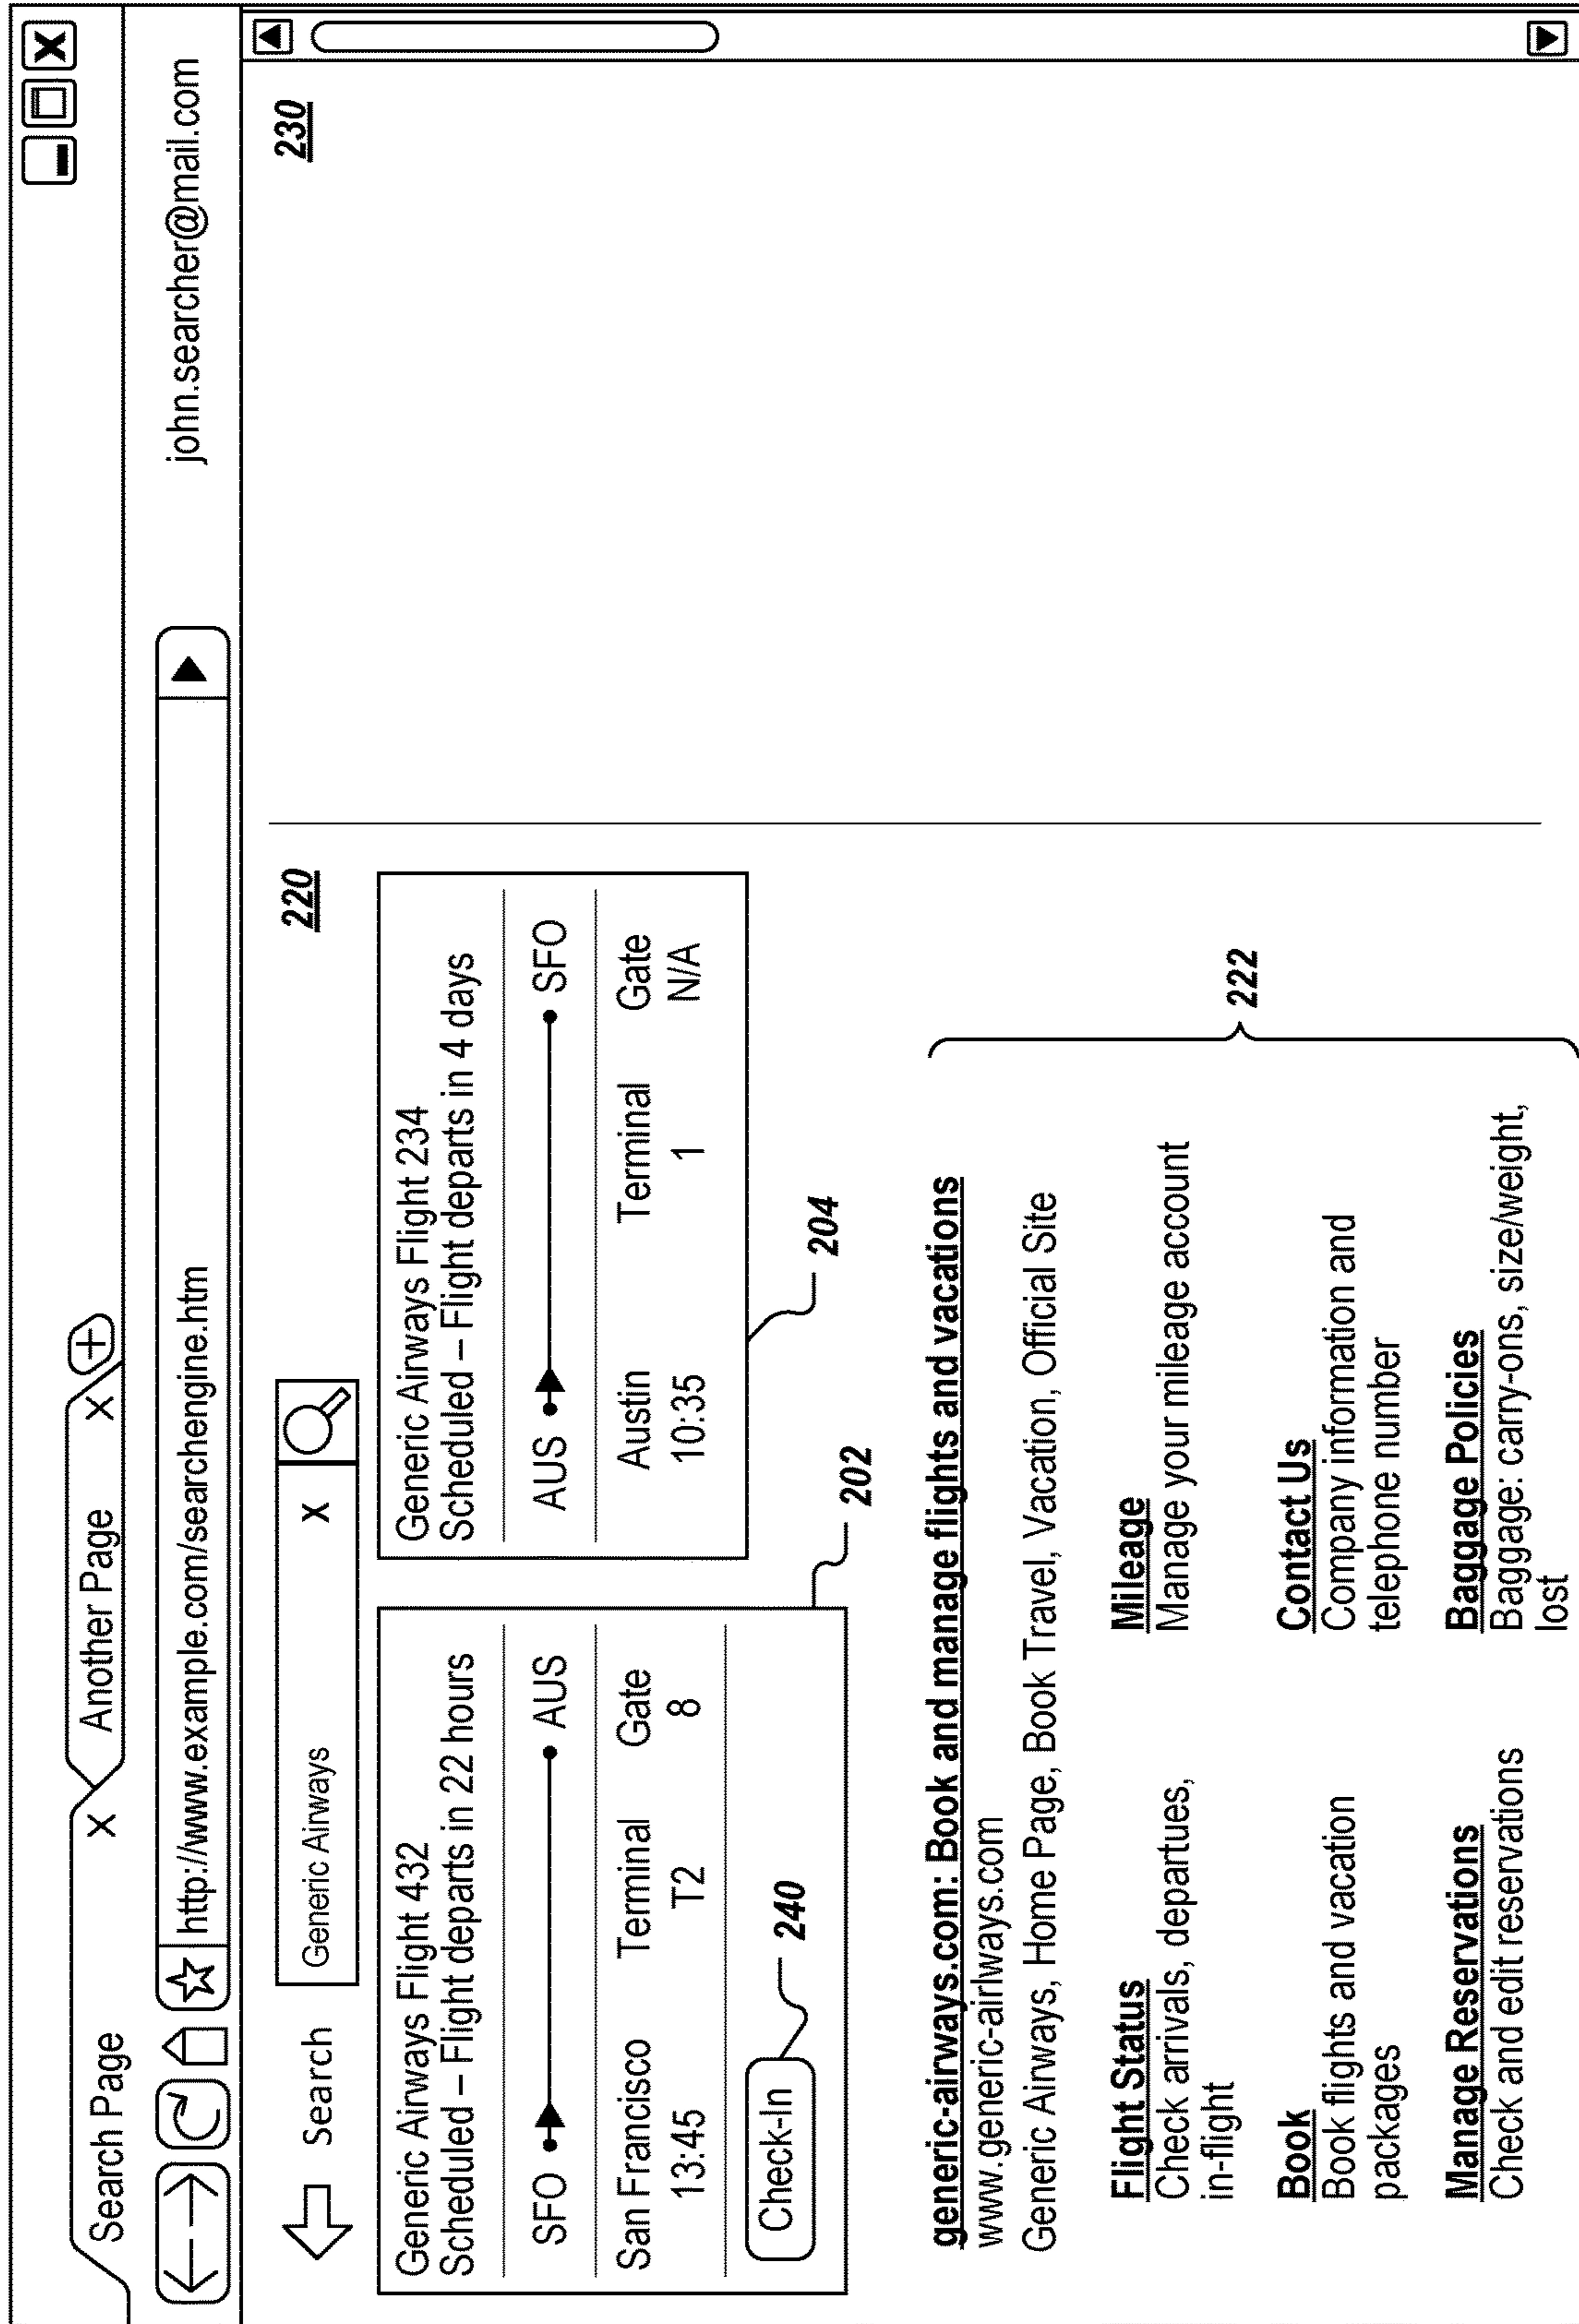 Search Page X Another Page X
http://www.example.com/searchengine.htm john.searcher@mail.com
Search Generic Airways X
220
230
Generic Airways Flight 432
Scheduled – Flight departs in 22 hours
SFO AUS
San Francisco Terminal Gate
13:45 T2 8
Check-In
240
202
Generic Airways Flight 234
Scheduled – Flight departs in 4 days
AUS SFO
Austin Terminal Gate
10:35 1 N/A
204
generic-airways.com: Book and manage flights and vacations
www.generic-airlways.com
Generic Airways, Home Page, Book Travel, Vacation, Official Site
Flight Status
Check arrivals, departues,
in-flight
Mileage
Manage your mileage account
Book
Book flights and vacation
packages
Contact Us
Company information and
telephone number
Manage Reservations
Check and edit reservations
Baggage Policies
Baggage: carry-ons, size/weight,
lost
222